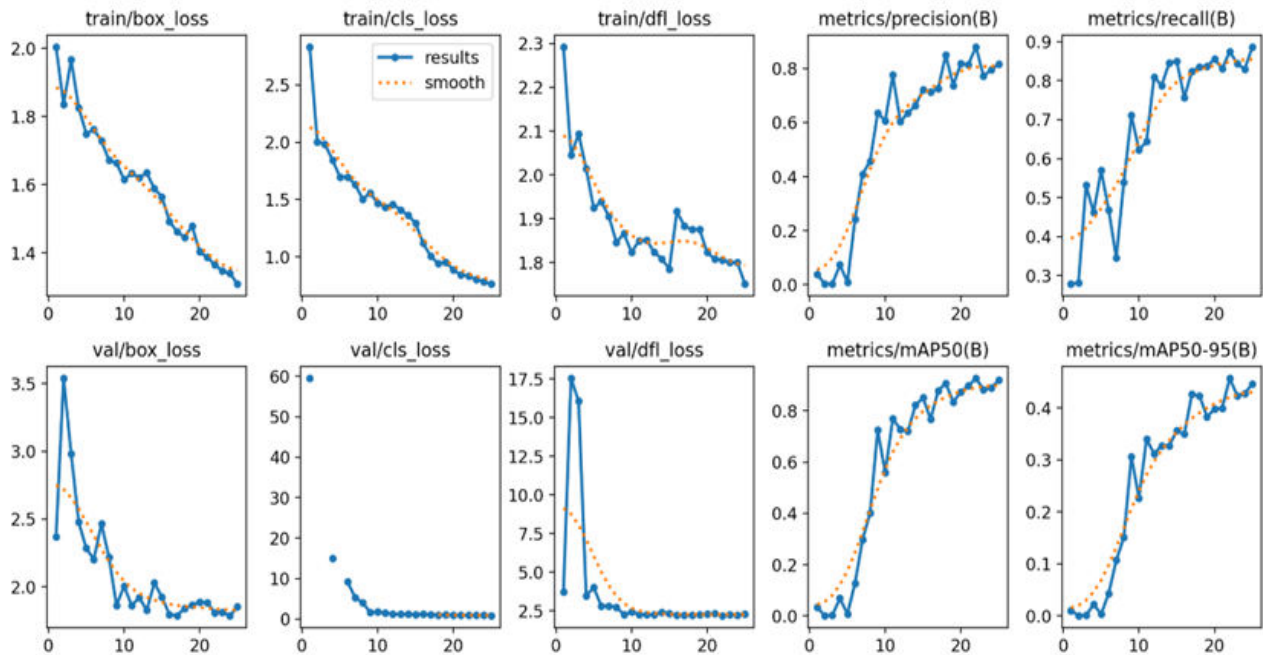 train/box_loss
train/cls_loss
train/dfl_loss
metrics/precision(B)
metrics/recall(B)
2.0
1.8
1.6
1.4
0 10 20
results
smooth
2.5
2.0
1.5
1.0
0 10 20
2.3
2.2
2.1
2.0
1.9
1.8
0 10 20
0.8
0.6
0.4
0.2
0.0
0 10 20
0.9
0.8
0.7
0.6
0.5
0.4
0.3
0 10 20
val/box_loss
val/cls_loss
val/dfl_loss
metrics/mAP50(B)
metrics/mAP50-95(B)
3.5
3.0
2.5
2.0
0 10 20
60
50
40
30
20
10
0
0 10 20
17.5
15.0
12.5
10.0
7.5
5.0
2.5
0 10 20
0.8
0.6
0.4
0.2
0.0
0 10 20
0.4
0.3
0.2
0.1
0.0
0 10 20